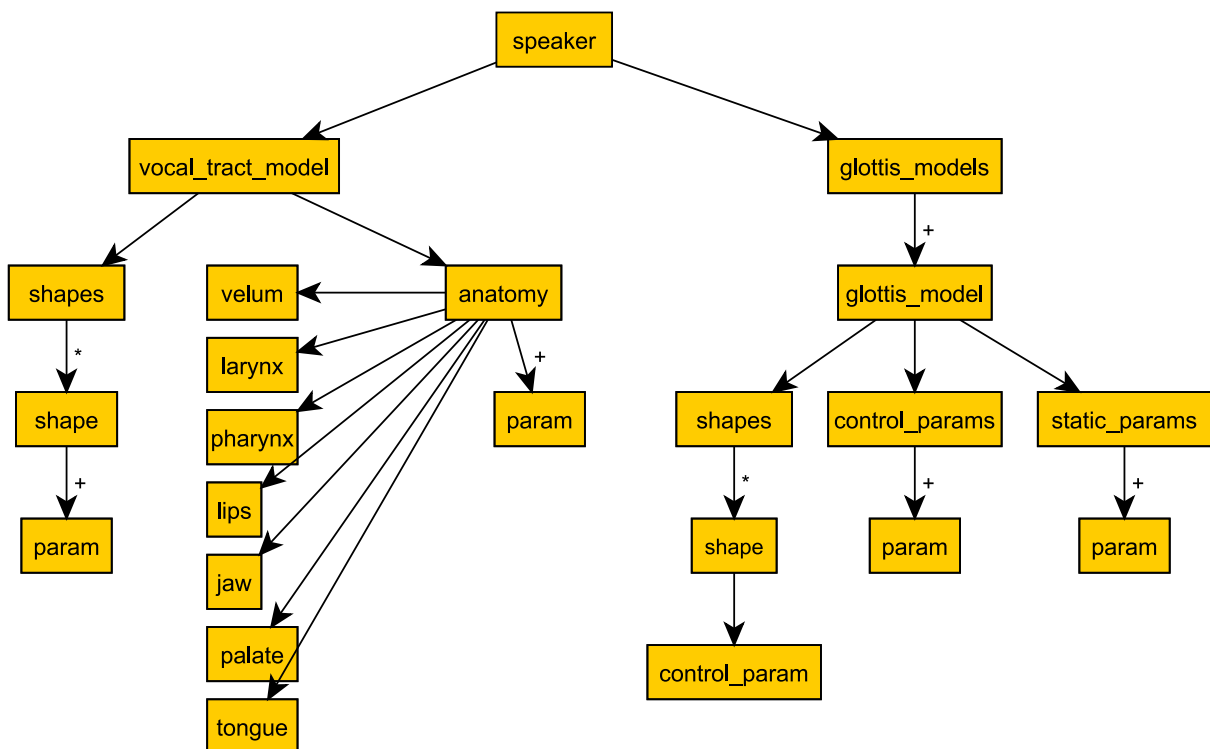 speaker
vocal_tract_model
glottis_models
+
shapes
velum
anatomy
glottis_model
*
larynx
+
shape
pharynx
param
shapes
control_params
static_params
+
lips
*
+
+
param
jaw
shape
param
param
palate
control_param
tongue